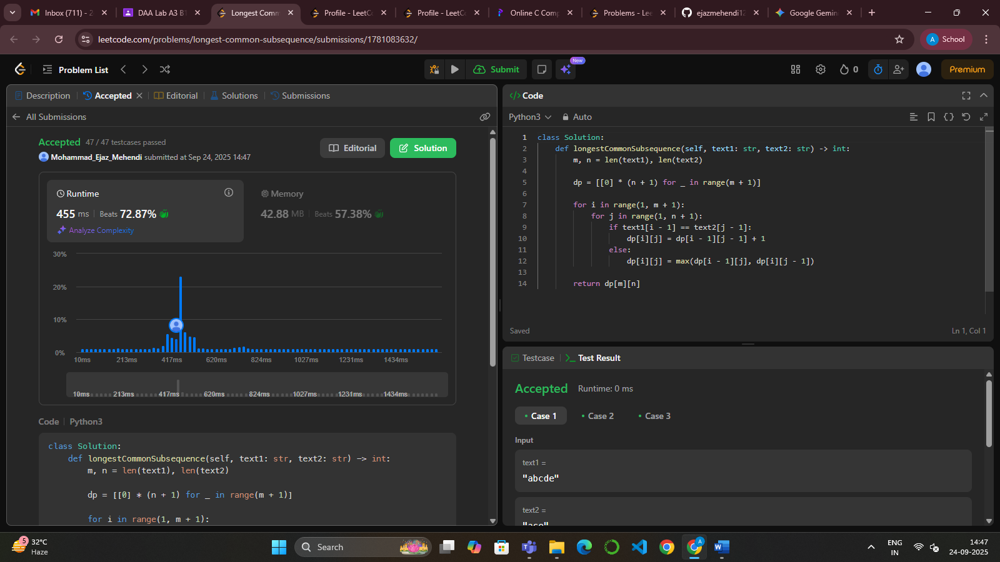 Inbox (711) - 2
DAA Lab A3 B1
Longest Comm
Profile - LeetCo
Profile - LeetCo
Online C Comp
Problems - Lee
ejazmehendi12
Google Gemin
leetcode.com/problems/longest-common-subsequence/submissions/1781083632/
A School
Problem List
Submit
New
0
Premium
Description
Accepted
Editorial
Solutions
Submissions
All Submissions
Accepted 47 / 47 testcases passed
Mohammad_Ejaz_Mehendi submitted at Sep 24, 2025 14:47
Editorial
Solution
Runtime
455 ms Beats 72.87%
Analyze Complexity
Memory
42.88 MB Beats 57.38%
30%
20%
10%
0%
10ms 213ms 417ms 620ms 824ms 1027ms 1231ms 1434ms
10ms 213ms 417ms 620ms 824ms 1027ms 1231ms 1434ms
Code Python3
class Solution:
    def longestCommonSubsequence(self, text1: str, text2: str) -> int:
        m, n = len(text1), len(text2)
        dp = [[0] * (n + 1) for _ in range(m + 1)]
        for i in range(1, m + 1):
</> Code
Python3 Auto
1 class Solution:
2     def longestCommonSubsequence(self, text1: str, text2: str) -> int:
3         m, n = len(text1), len(text2)
4
5         dp = [[0] * (n + 1) for _ in range(m + 1)]
6
7         for i in range(1, m + 1):
8             for j in range(1, n + 1):
9                 if text1[i - 1] == text2[j - 1]:
10                     dp[i][j] = dp[i - 1][j - 1] + 1
11                 else:
12                     dp[i][j] = max(dp[i - 1][j], dp[i][j - 1])
13
14         return dp[m][n]
Saved
Ln 1, Col 1
Testcase
Test Result
Accepted Runtime: 0 ms
Case 1 Case 2 Case 3
Input
text1 =
"abcde"
text2 =
"ace"
5
32°C
Haze
Search
A
ENG
IN
14:47
24-09-2025